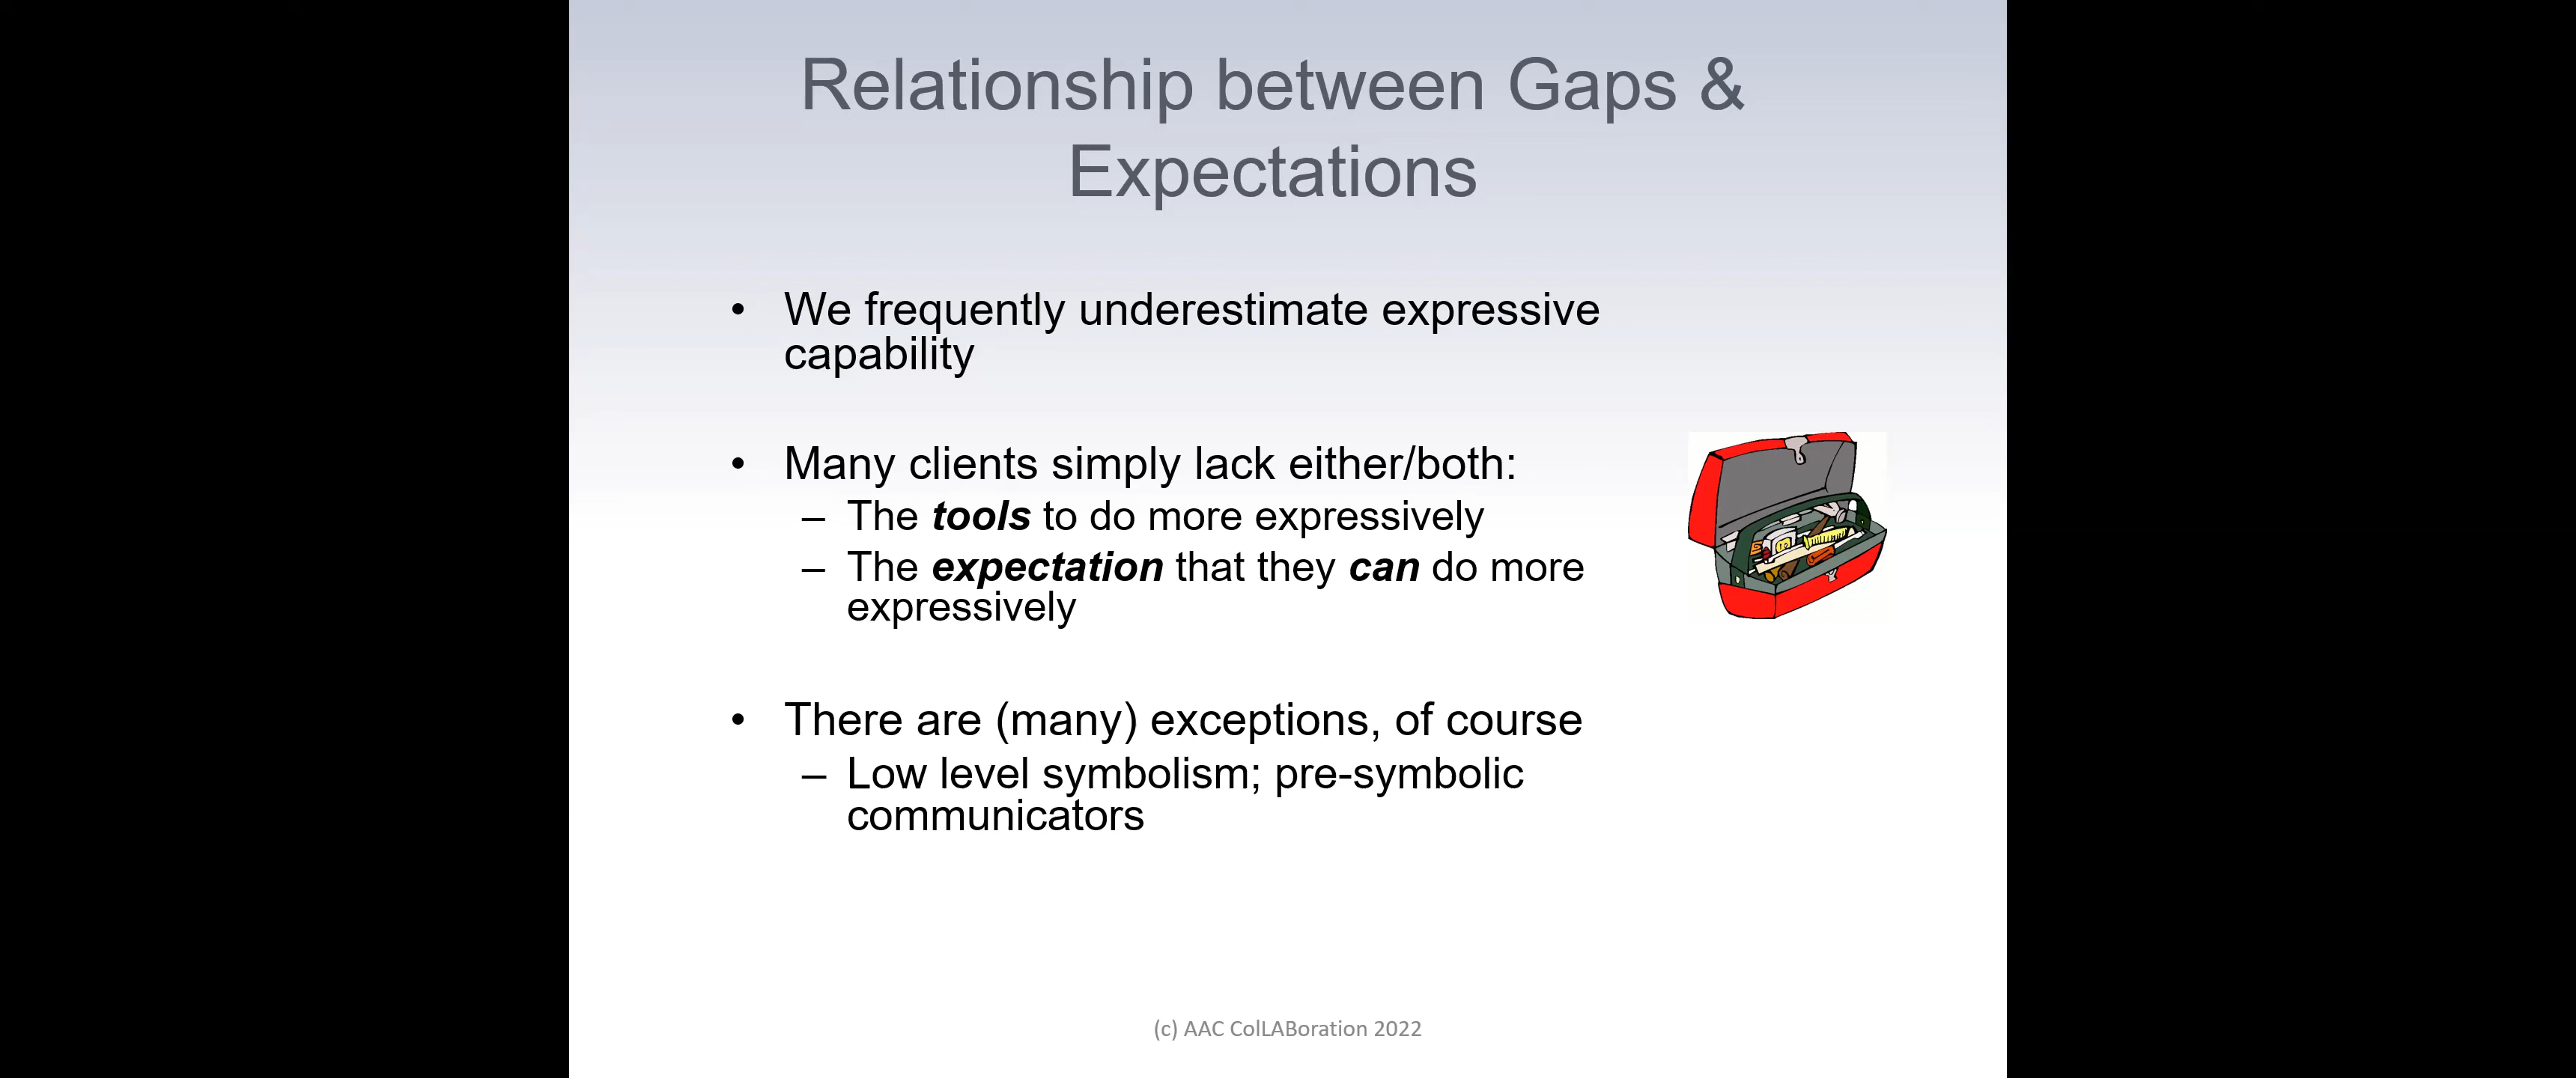 Relationship between Gaps &
Expectations
• We frequently underestimate expressive
capability
• Many clients simply lack either/both:
– The tools to do more expressively
– The expectation that they can do more
expressively
• There are (many) exceptions, of course
– Low level symbolism; pre-symbolic
communicators
(c) AAC ColLABoration 2022